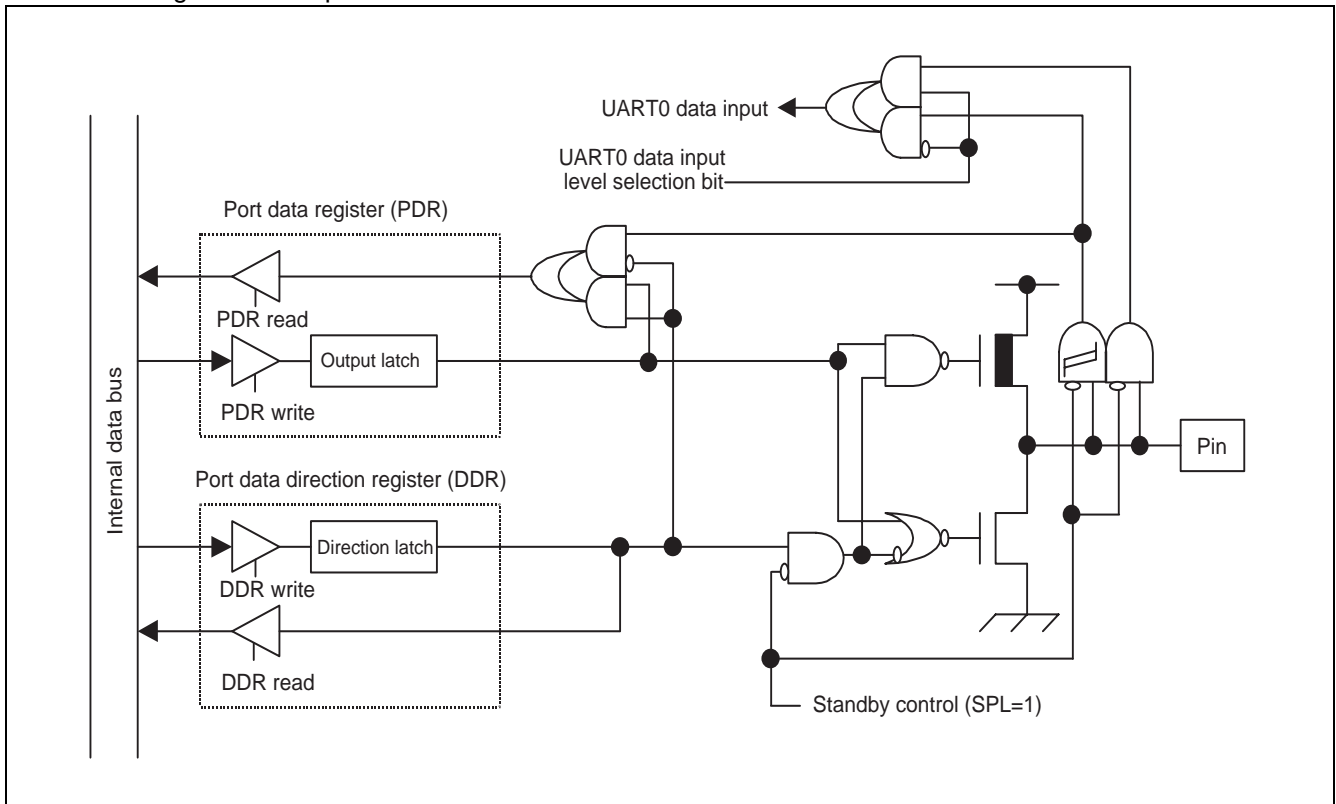 UART0 data input
UART0 data input
level selection bit
Port data register (PDR)
PDR read
Output latch
PDR write
Internal data bus
Pin
Port data direction register (DDR)
Direction latch
DDR write
DDR read
Standby control (SPL=1)